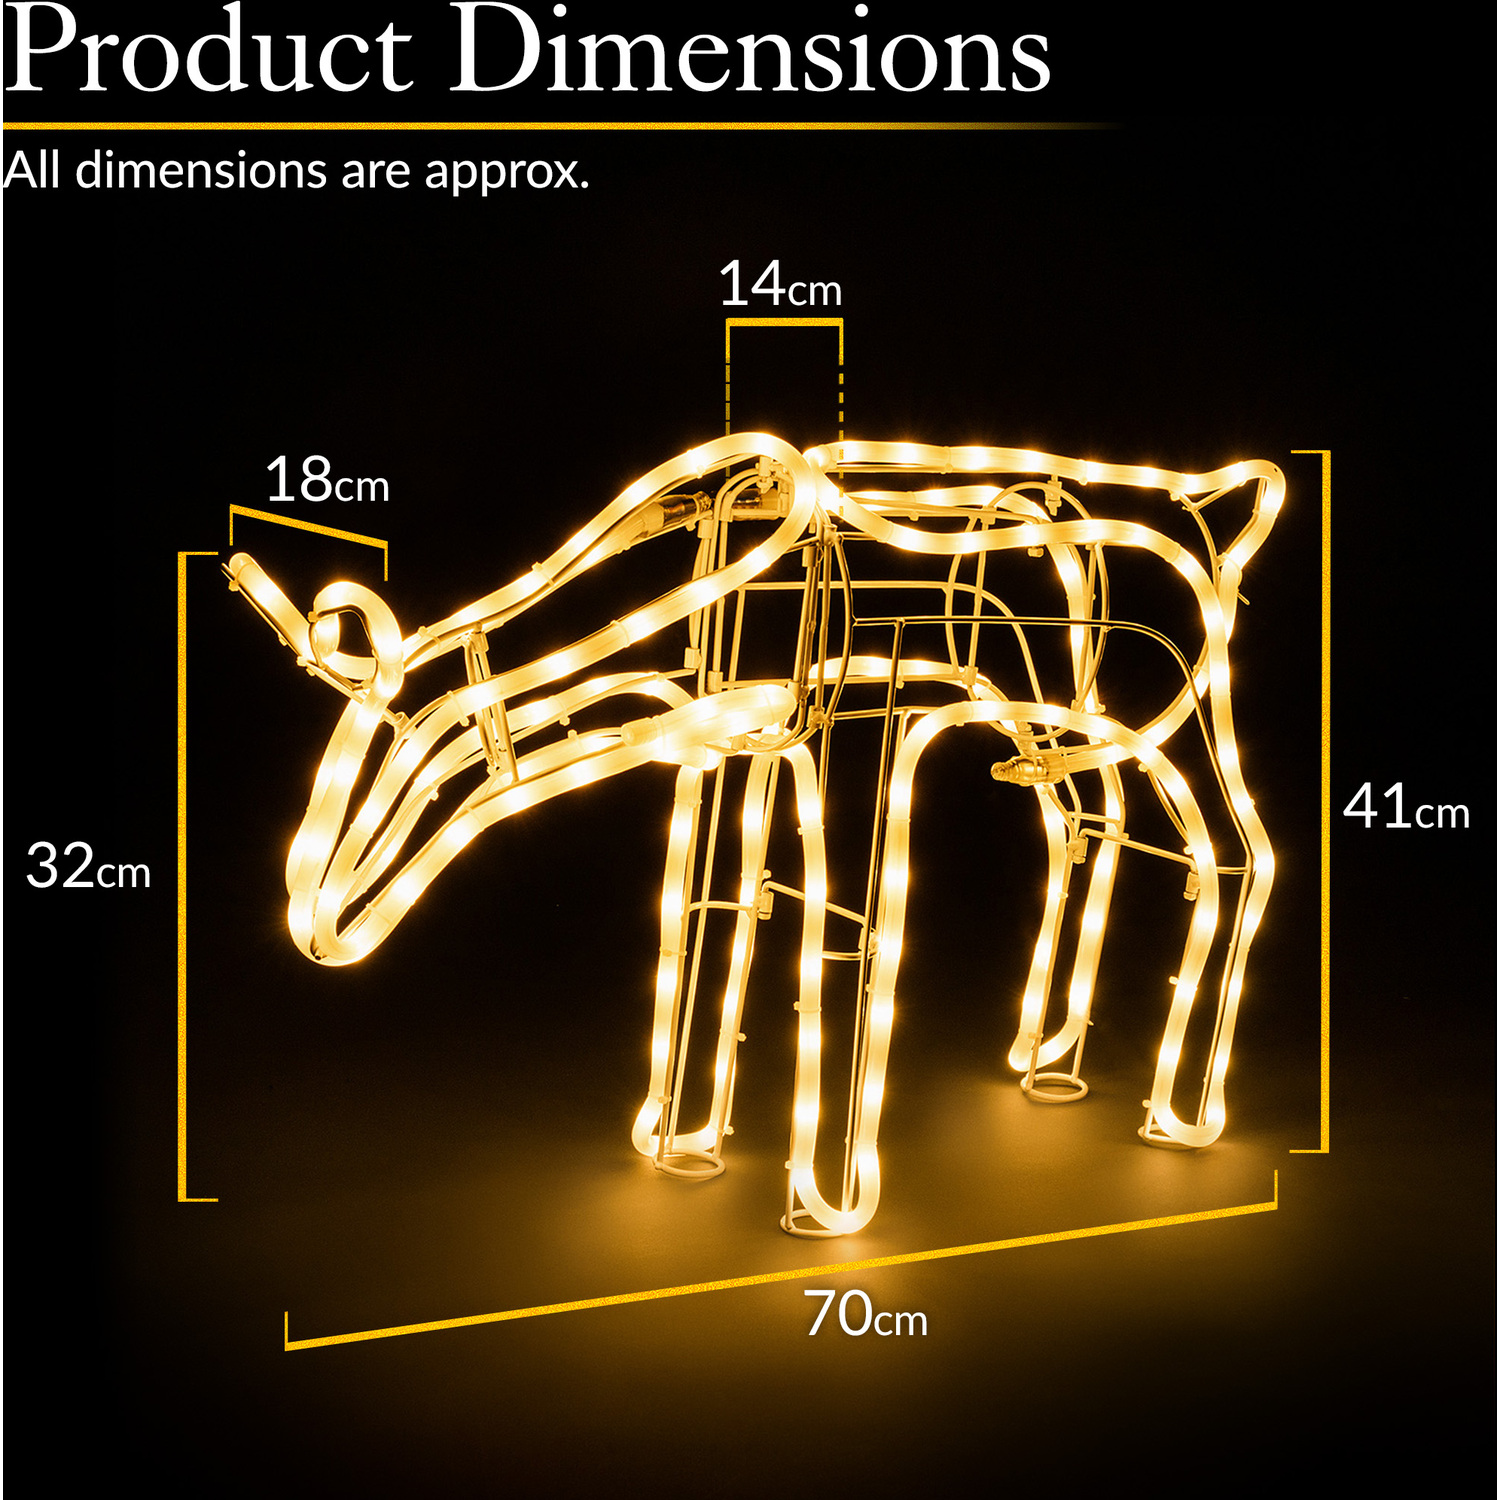 Product Dimensions
All dimensions are approx.
14cm
18cm
32cm
41cm
70cm